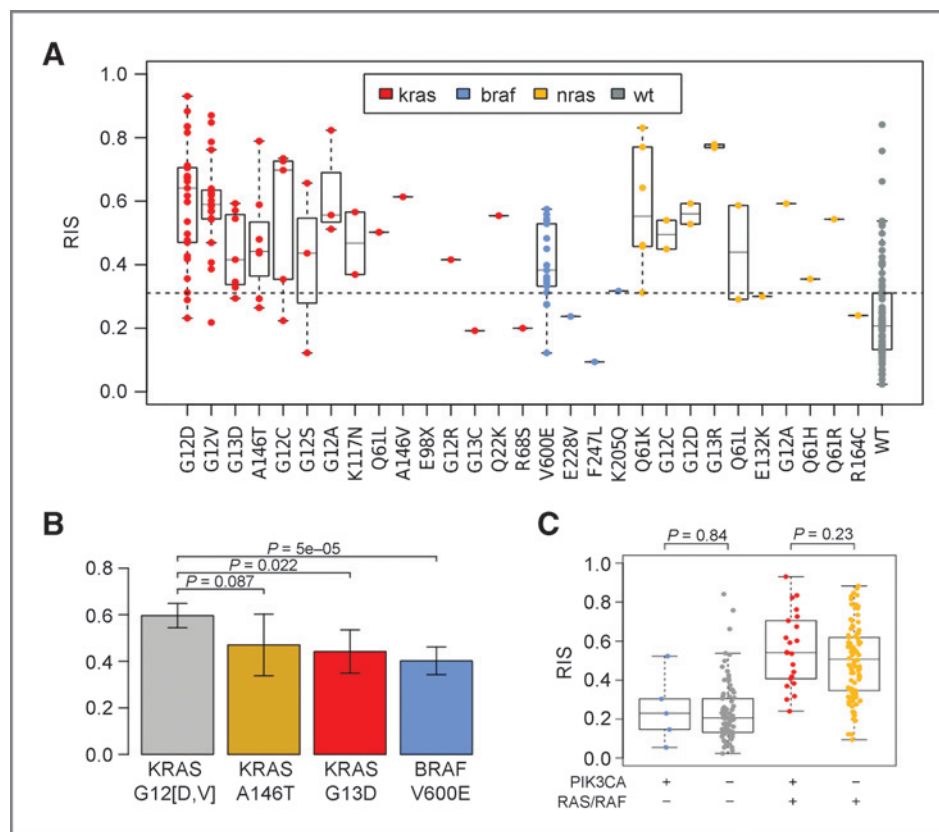 A
1.0
0.8
0.6
0.4
0.2
0.0
RIS
kras braf nras wt
G12D G12V G13D A146T G12C G12S G12A K117N Q61L A146V E98X G12R G13C Q22K R68S V600E E228V F247L K205Q Q61K G12C G12D G13R Q61L E132K G12A Q61H Q61R R164C WT
B
P = 5e–05
P = 0.022
P = 0.087
0.8
0.6
0.4
0.2
0.0
KRAS KRAS KRAS BRAF
G12[D,V] A146T G13D V600E
C
P = 0.84 P = 0.23
1.0
0.8
0.6
0.4
0.2
0.0
RIS
PIK3CA + – + –
RAS/RAF – – + +